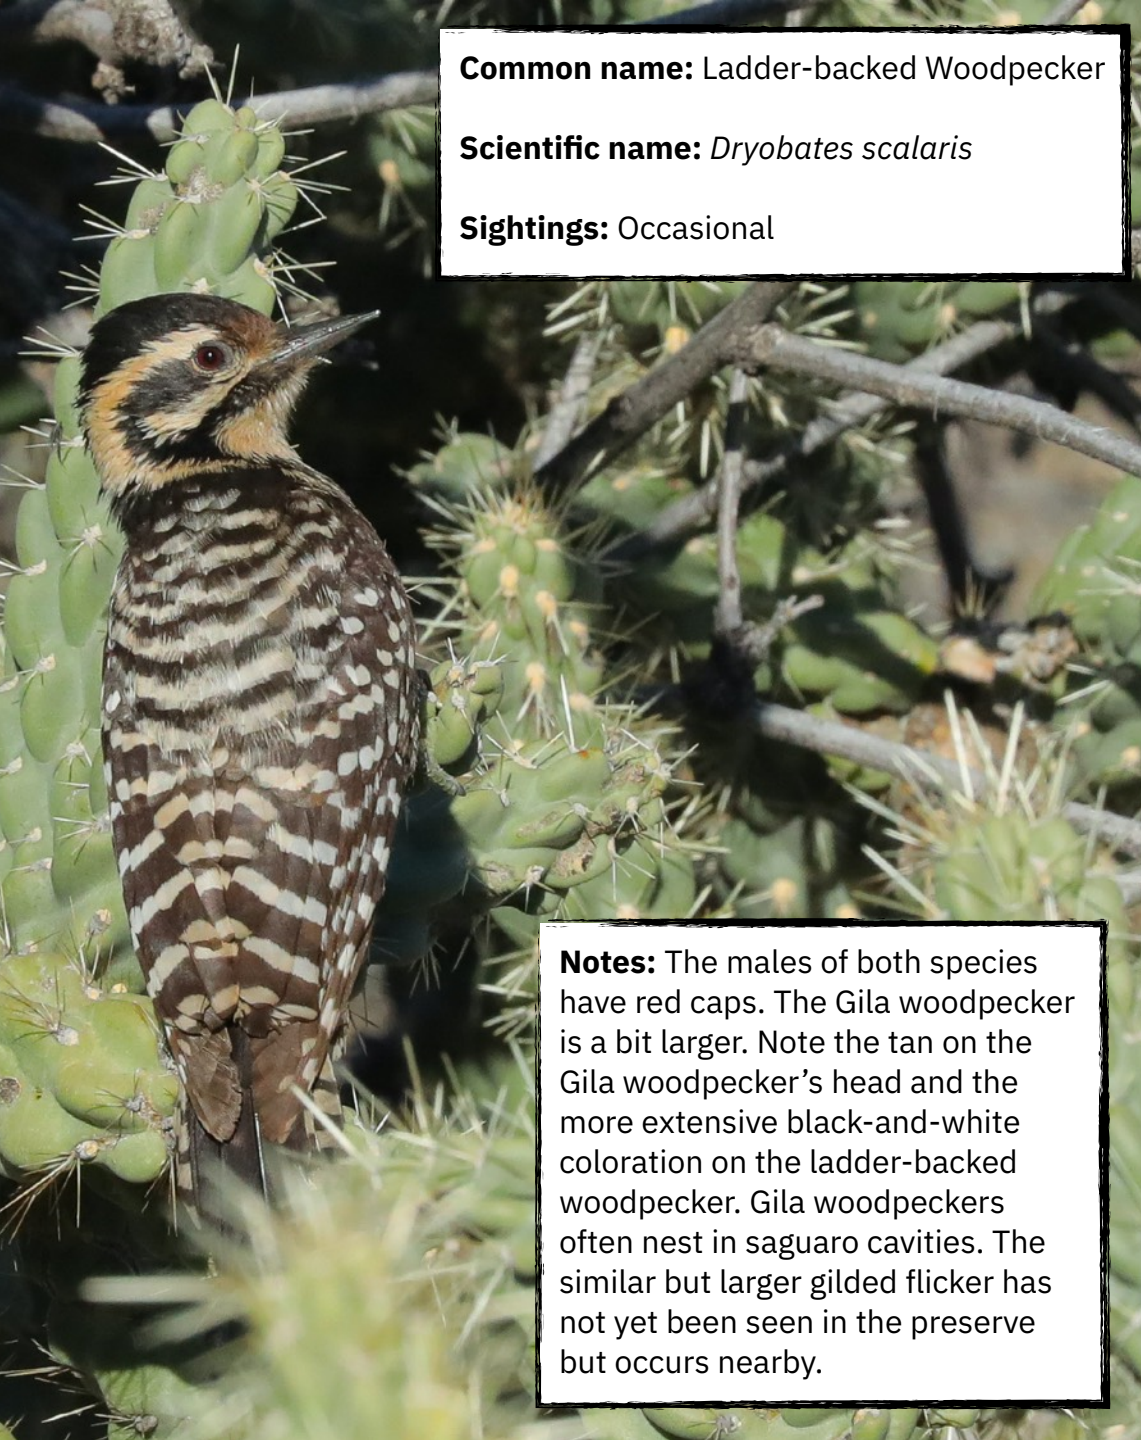 Common name: Ladder-backed Woodpecker
Scientific name: Dryobates scalaris
Sightings: Occasional
Notes: The males of both species
have red caps. The Gila woodpecker
is a bit larger. Note the tan on the
Gila woodpecker’s head and the
more extensive black-and-white
coloration on the ladder-backed
woodpecker. Gila woodpeckers
often nest in saguaro cavities. The
similar but larger gilded flicker has
not yet been seen in the preserve
but occurs nearby.